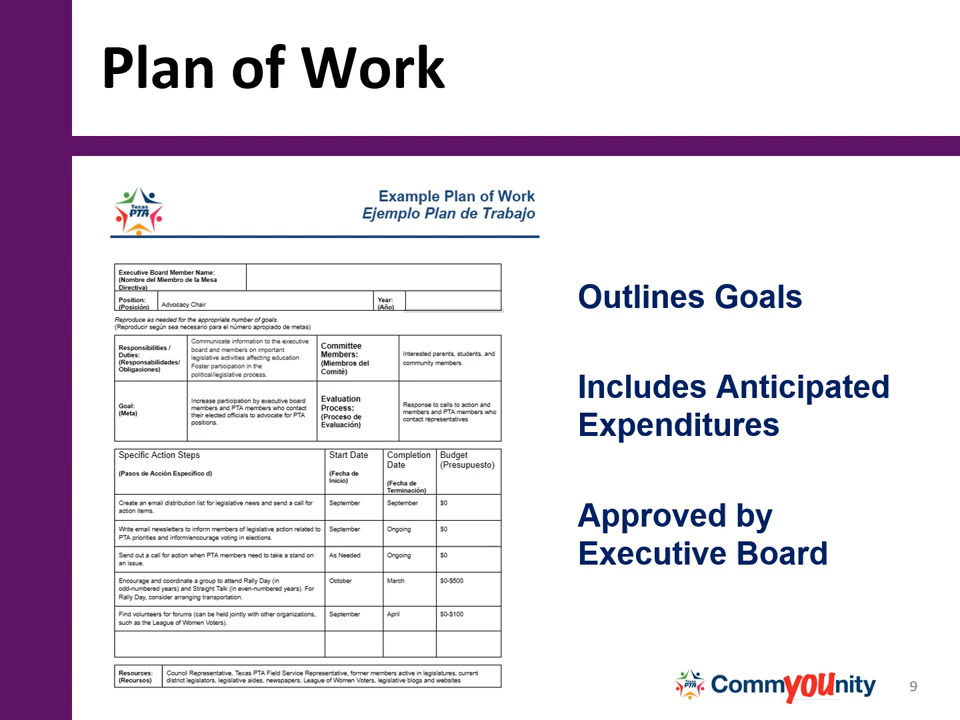 Plan of Work
Texas
PTA
Example Plan of Work
Ejemplo Plan de Trabajo
Executive Board Member Name:
(Nombre del Miembro de la Mesa
Directiva)
Position:
(Posición)
Advocacy Chair
Year:
(Año)
Reproduce as needed for the appropriate number of goals.
(Reproducir según sea necesario para el número apropiado de metas)
Responsibilities /
Duties:
(Responsabilidades/
Obligaciones)
Communicate information to the executive
board and members on important
legislative activities affecting education
Foster participation in the
political/legislative process.
Committee
Members:
(Miembros del
Comité)
Interested parents, students, and
community members.
Goal:
(Meta)
Increase participation by executive board
members and PTA members who contact
their elected officials to advocate for PTA
positions.
Evaluation
Process:
(Proceso de
Evaluación)
Response to calls to action and
members and PTA members who
contact representatives
Specific Action Steps
(Pasos de Acción Específico d)
Start Date
(Fecha de
Inicio)
Completion
Date
(Fecha de
Terminación)
Budget
(Presupuesto)
Create an email distribution list for legislative news and send a call for
action items.
September
September
$0
Write email newsletters to inform members of legislative action related to
PTA priorities and inform/encourage voting in elections.
September
Ongoing
$0
Send out a call for action when PTA members need to take a stand on
an issue.
As Needed
Ongoing
$0
Encourage and coordinate a group to attend Rally Day (in
odd-numbered years) and Straight Talk (in even-numbered years). For
Rally Day, consider arranging transportation.
October
March
$0-$500
Find volunteers for forums (can be held jointly with other organizations,
such as the League of Women Voters).
September
April
$0-$100
Resources:
(Recursos)
Council Representative, Texas PTA Field Service Representative, former members active in legislatures, current
district legislators, legislative aides, newspapers, League of Women Voters, legislative blogs and websites
Outlines Goals
Includes Anticipated
Expenditures
Approved by
Executive Board
Texas
PTA
CommYOUnity
9